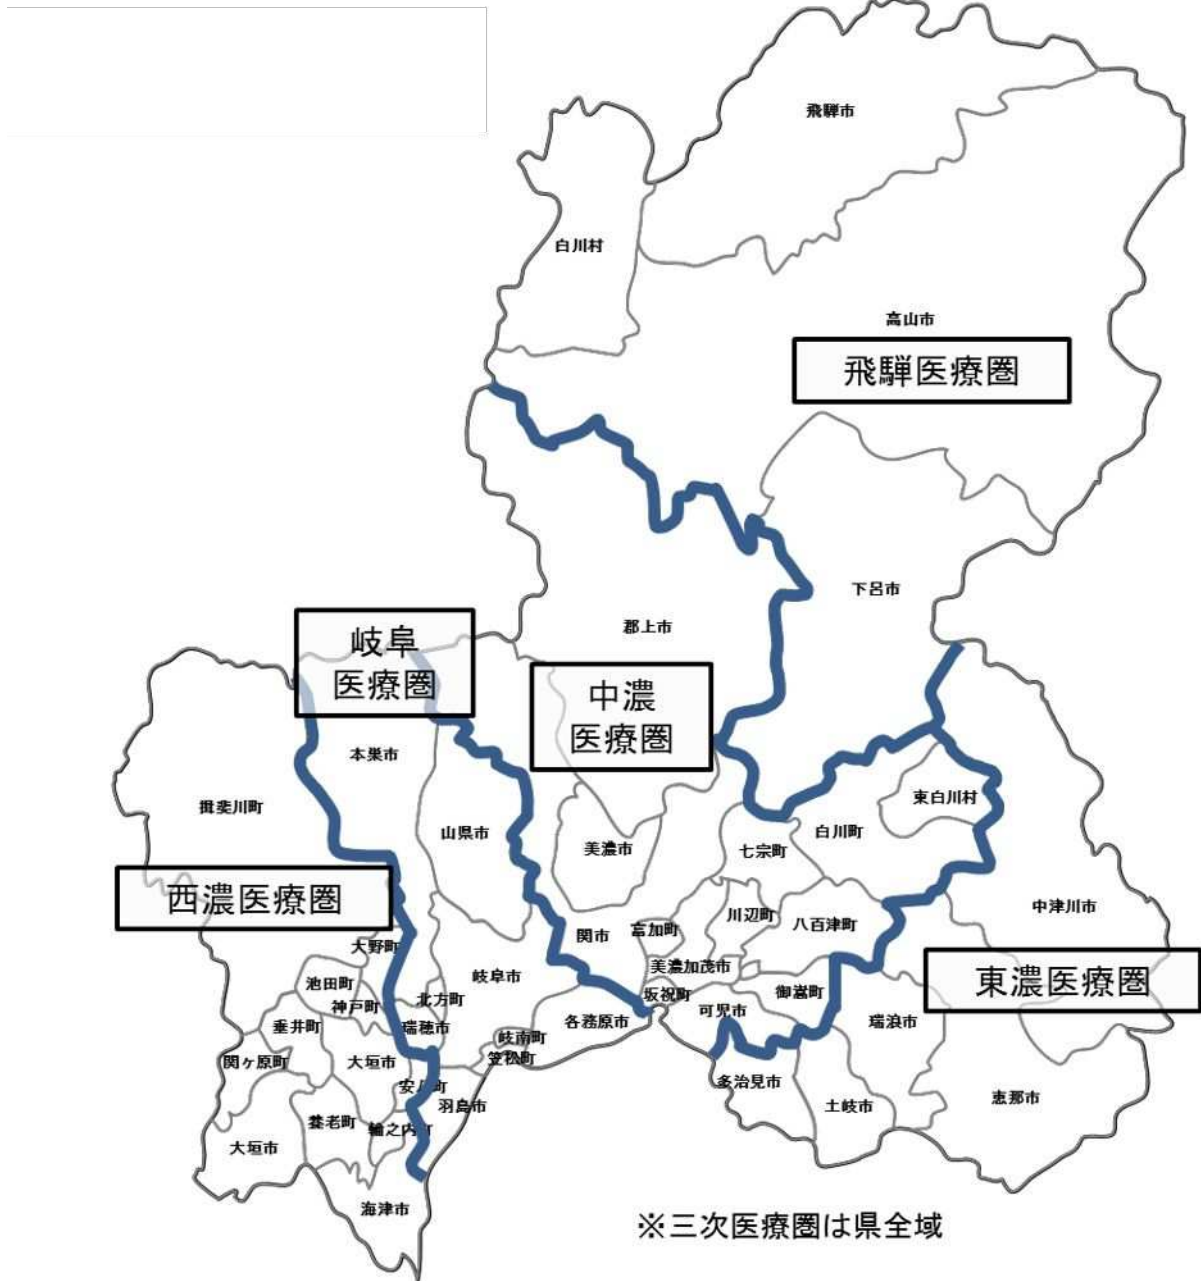 飛騨市
白川村
高山市
飛騨医療圏
下呂市
郡上市
岐阜
医療圏
中濃
医療圏
本巣市
揖斐川町
東白川村
山県市
白川町
美濃市
七宗町
西濃医療圏
中津川市
川辺町
八百津町
富加町
関市
大野町
美濃加茂市
岐阜市
池田町
東濃医療圏
坂祝町
御嵩町
北方町
神戸町
可児市
各務原市
瑞浪市
垂井町
瑞穂市
岐南町
笠松町
関ヶ原町
大垣市
安八町
多治見市
恵那市
羽島市
土岐市
養老町
輪之内町
大垣市
海津市
※三次医療圏は県全域